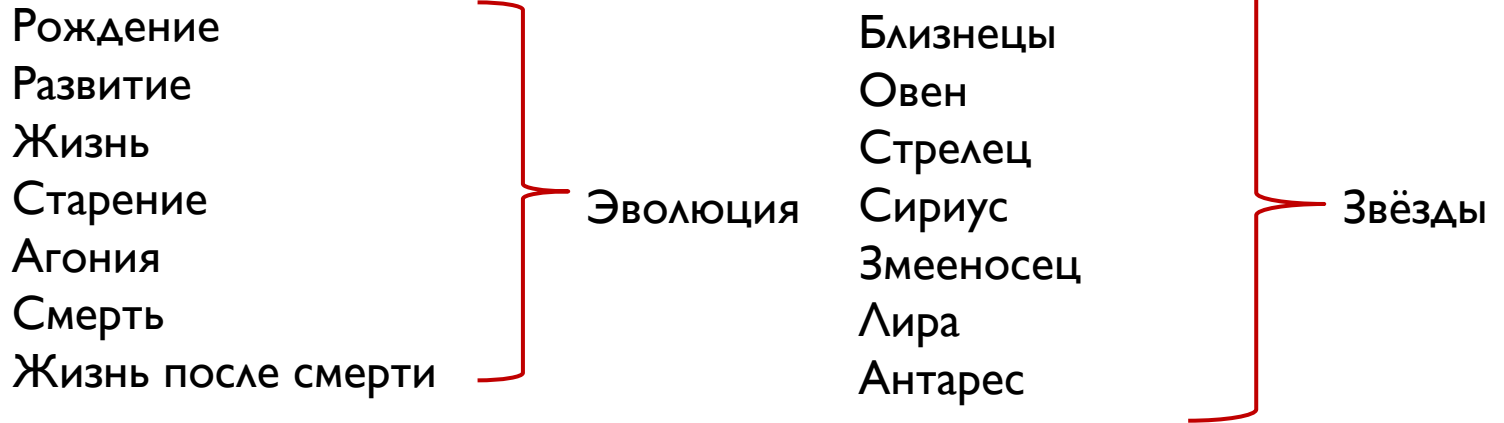 Рождение
Развитие
Жизнь
Старение
Агония
Смерть
Жизнь после смерти
Эволюция
Близнецы
Овен
Стрелец
Сириус
Змееносец
Лира
Антарес
Звёзды